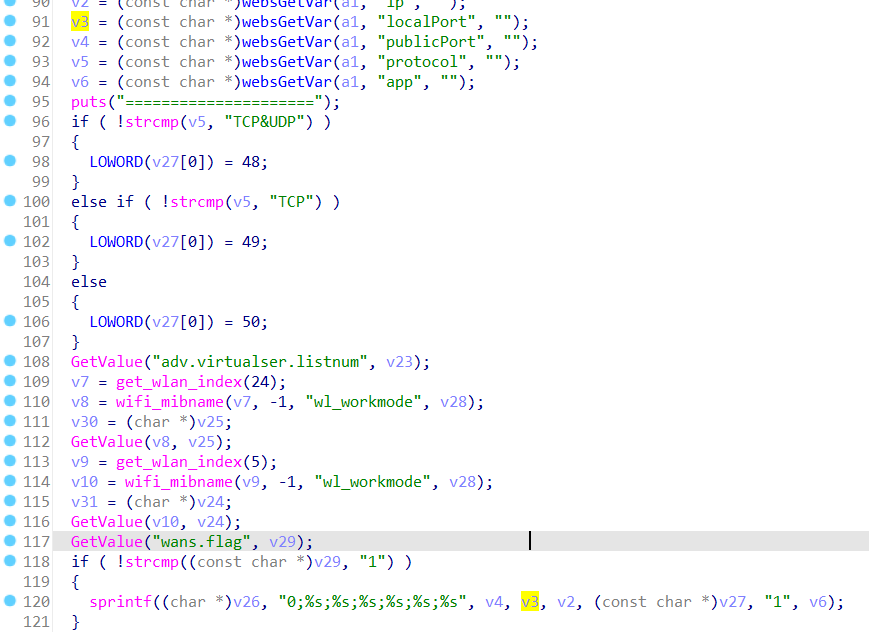 90 v2 = (const char *)websGetVar(a1, "ip", "");
91 v3 = (const char *)websGetVar(a1, "localPort", "");
92 v4 = (const char *)websGetVar(a1, "publicPort", "");
93 v5 = (const char *)websGetVar(a1, "protocol", "");
94 v6 = (const char *)websGetVar(a1, "app", "");
95 puts("=====================");
96 if ( !strcmp(v5, "TCP&UDP") )
97 {
98 LOWORD(v27[0]) = 48;
99 }
100 else if ( !strcmp(v5, "TCP") )
101 {
102 LOWORD(v27[0]) = 49;
103 }
104 else
105 {
106 LOWORD(v27[0]) = 50;
107 }
108 GetValue("adv.virtualser.listnum", v23);
109 v7 = get_wlan_index(24);
110 v8 = wifi_mibname(v7, -1, "wl_workmode", v28);
111 v30 = (char *)v25;
112 GetValue(v8, v25);
113 v9 = get_wlan_index(5);
114 v10 = wifi_mibname(v9, -1, "wl_workmode", v28);
115 v31 = (char *)v24;
116 GetValue(v10, v24);
117 GetValue("wans.flag", v29);
118 if ( !strcmp((const char *)v29, "1") )
119 {
120 sprintf((char *)v26, "0;%s;%s;%s;%s;%s;%s", v4, v3, v2, (const char *)v27, "1", v6);
121 }